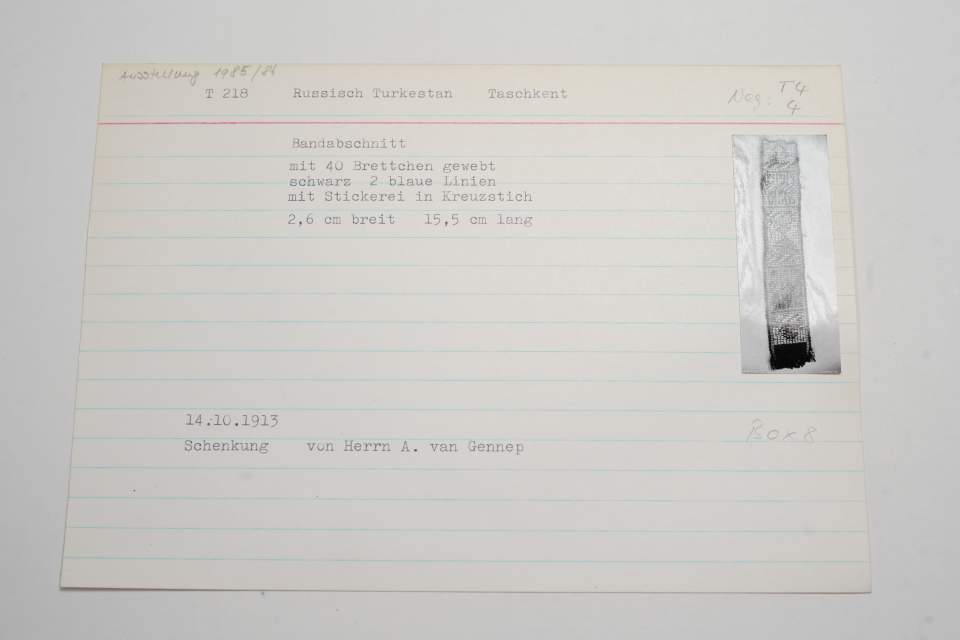 Ausstellung 1985/86
T 218 Russisch Turkestan Taschkent
Neg: T4
4
Bandabschnitt
mit 40 Brettchen gewebt
schwarz 2 blaue Linien
mit Stickerei in Kreuzstich
2,6 cm breit 15,5 cm lang
14.10.1913
Box 8
Schenkung von Herrn A. van Gennep